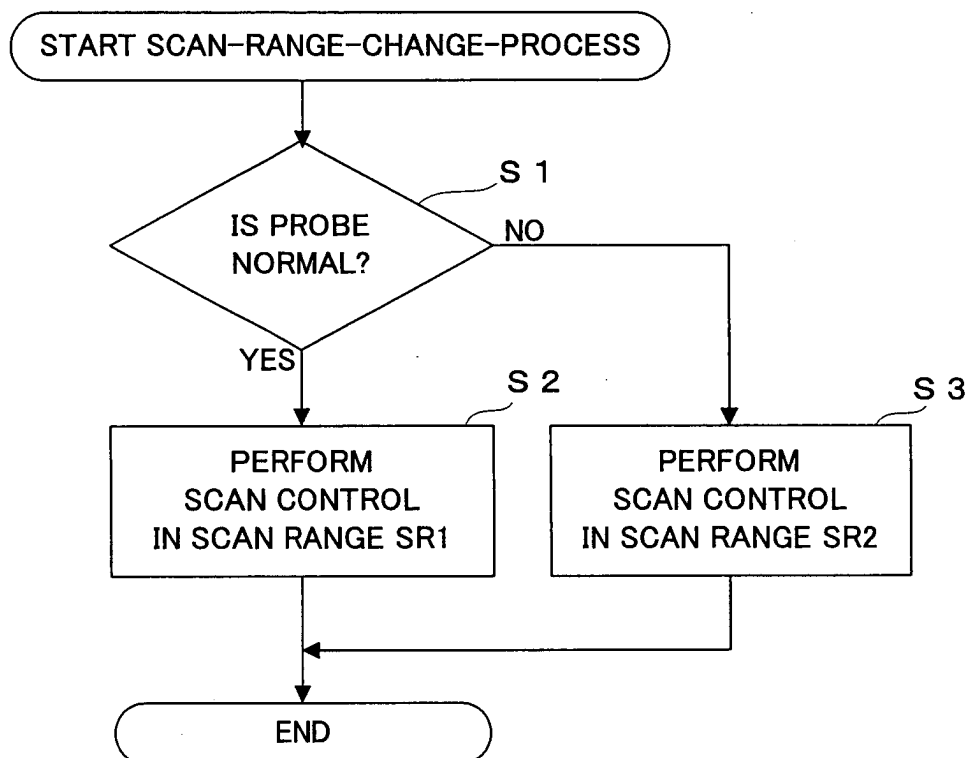 START SCAN-RANGE-CHANGE-PROCESS
S 1
IS PROBE
NORMAL?
NO
YES
S 2
S 3
PERFORM
SCAN CONTROL
IN SCAN RANGE SR1
PERFORM
SCAN CONTROL
IN SCAN RANGE SR2
END